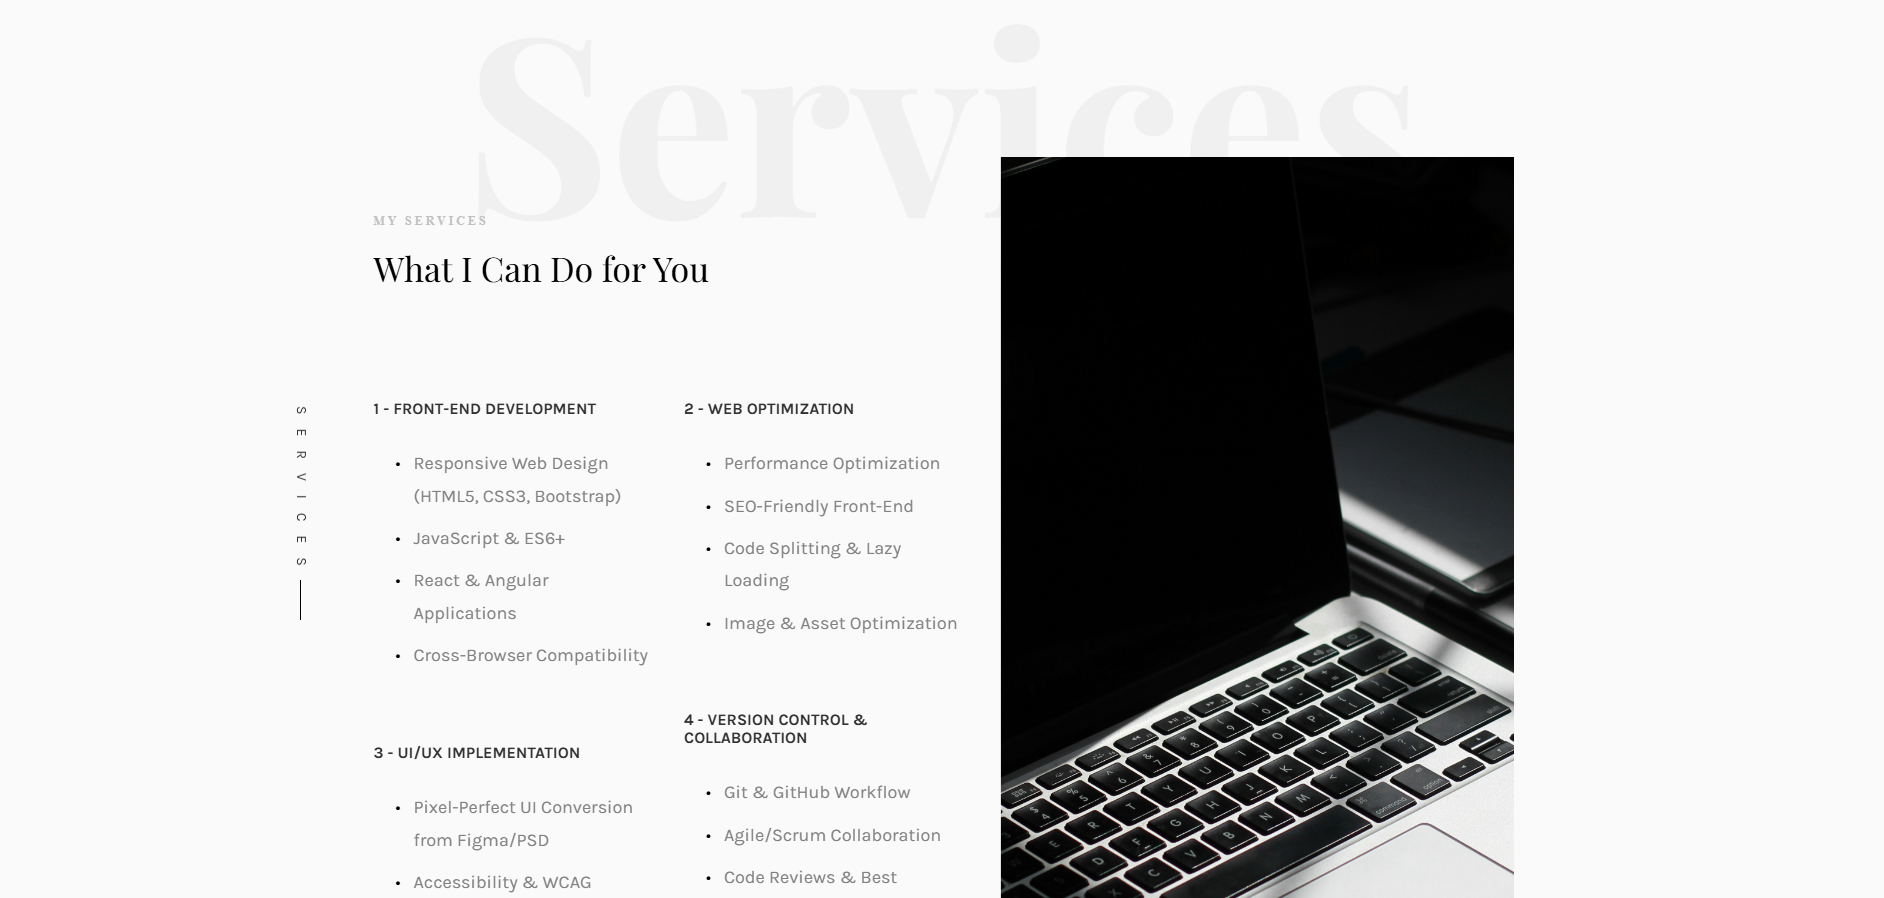 Services
MY SERVICES
What I Can Do for You
SERVICES
1 - FRONT-END DEVELOPMENT
• Responsive Web Design
(HTML5, CSS3, Bootstrap)
• JavaScript & ES6+
• React & Angular
Applications
• Cross-Browser Compatibility
2 - WEB OPTIMIZATION
• Performance Optimization
• SEO-Friendly Front-End
• Code Splitting & Lazy
Loading
• Image & Asset Optimization
3 - UI/UX IMPLEMENTATION
• Pixel-Perfect UI Conversion
from Figma/PSD
• Accessibility & WCAG
4 - VERSION CONTROL &
COLLABORATION
• Git & GitHub Workflow
• Agile/Scrum Collaboration
• Code Reviews & Best